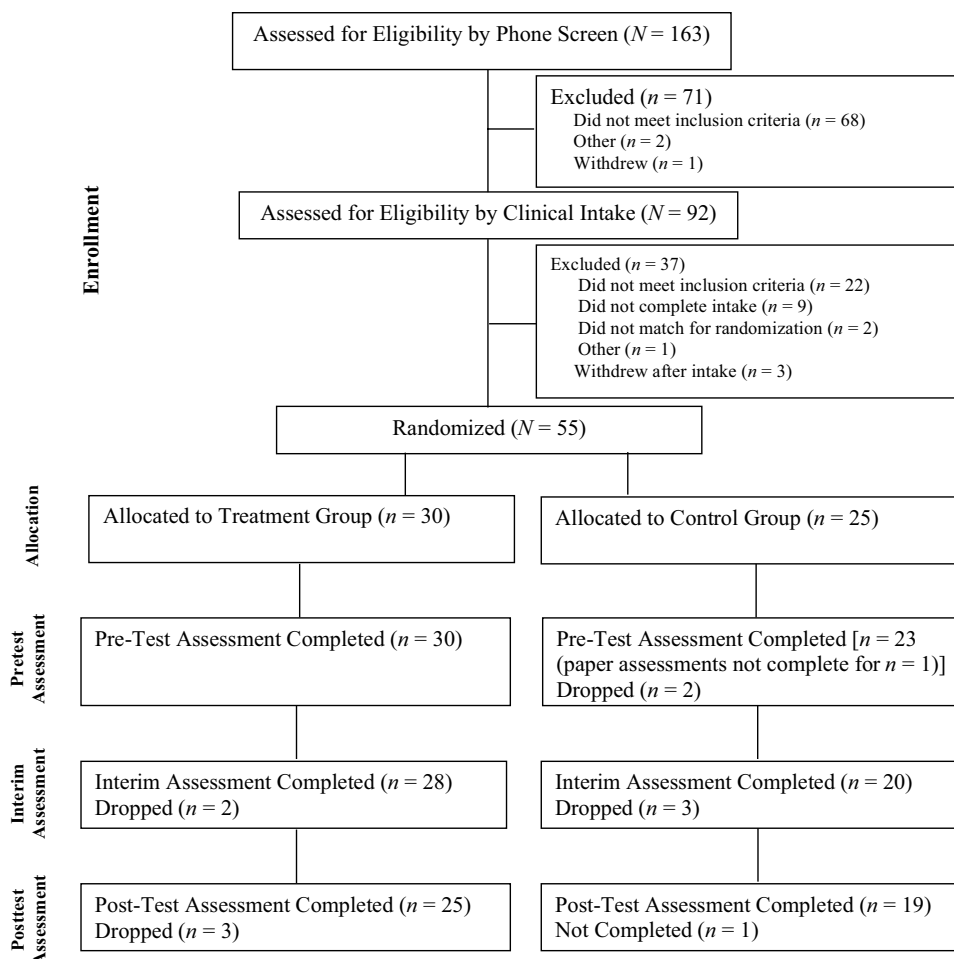 Assessed for Eligibility by Phone Screen (N = 163)
Excluded (n = 71)
Did not meet inclusion criteria (n = 68)
Other (n = 2)
Withdrew (n = 1)
Enrollment
Assessed for Eligibility by Clinical Intake (N = 92)
Excluded (n = 37)
Did not meet inclusion criteria (n = 22)
Did not complete intake (n = 9)
Did not match for randomization (n = 2)
Other (n = 1)
Withdrew after intake (n = 3)
Randomized (N = 55)
Allocation
Allocated to Treatment Group (n = 30)
Allocated to Control Group (n = 25)
Pretest
Assessment
Pre-Test Assessment Completed (n = 30)
Pre-Test Assessment Completed [n = 23
(paper assessments not complete for n = 1)]
Dropped (n = 2)
Interim
Assessment
Interim Assessment Completed (n = 28)
Dropped (n = 2)
Interim Assessment Completed (n = 20)
Dropped (n = 3)
Posttest
Assessment
Post-Test Assessment Completed (n = 25)
Dropped (n = 3)
Post-Test Assessment Completed (n = 19)
Not Completed (n = 1)